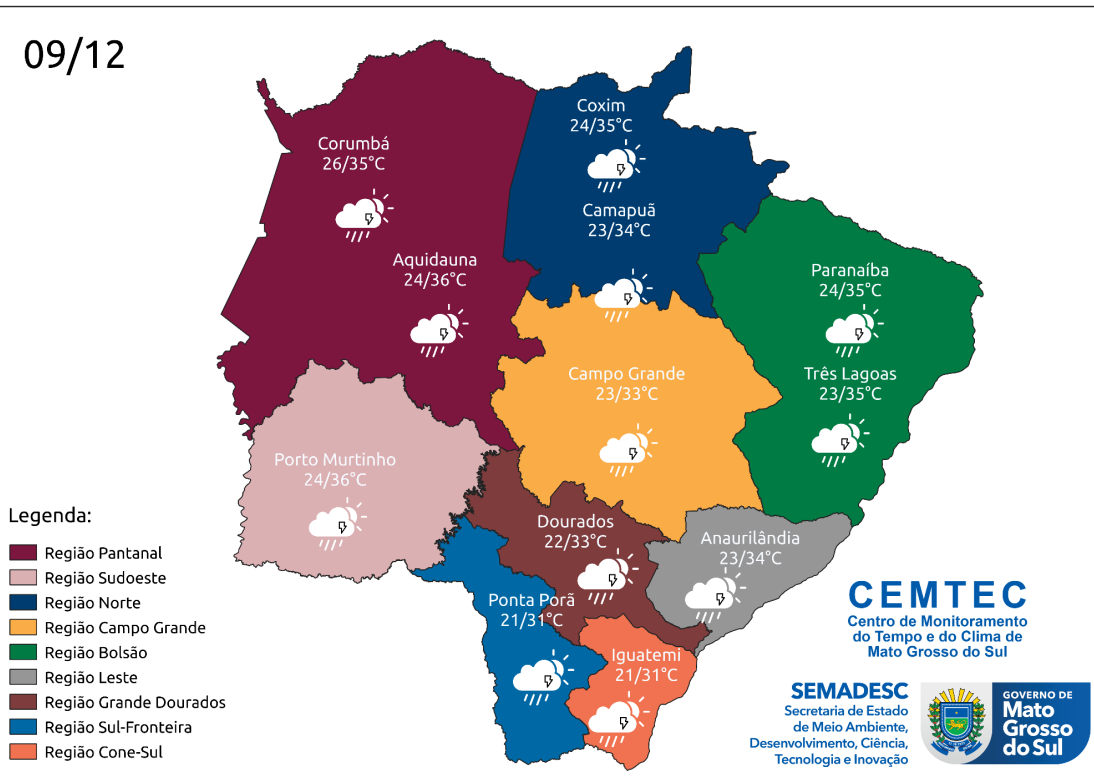 09/12
Coxim
24/35°C
Corumbá
26/35°C
Camapuã
23/34°C
Aquidauna
24/36°C
Paranaíba
24/35°C
Campo Grande
23/33°C
Três Lagoas
23/35°C
Porto Murtinho
24/36°C
Dourados
22/33°C
Anaurilândia
23/34°C
Ponta Porã
21/31°C
Iguatemi
21/31°C
Legenda:
Região Pantanal
Região Sudoeste
Região Norte
Região Campo Grande
Região Bolsão
Região Leste
Região Grande Dourados
Região Sul-Fronteira
Região Cone-Sul
CEMTEC
Centro de Monitoramento
do Tempo e do Clima de
Mato Grosso do Sul
SEMADESC
Secretaria de Estado
de Meio Ambiente,
Desenvolvimento, Ciência,
Tecnologia e Inovação
GOVERNO DE
Mato
Grosso
do Sul